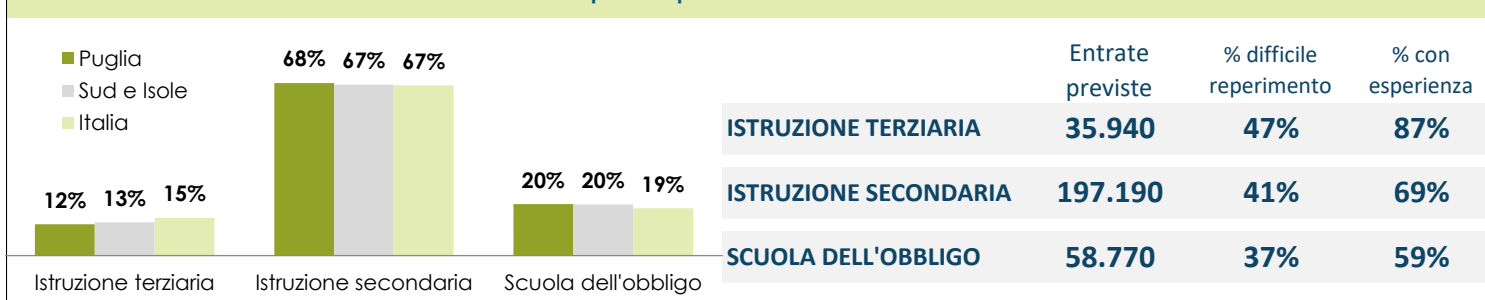 Puglia
Sud e Isole
Italia
12% 13% 15%
68% 67% 67%
20% 20% 19%
Istruzione terziaria Istruzione secondaria Scuola dell'obbligo
Entrate previste % difficile reperimento % con esperienza
ISTRUZIONE TERZIARIA 35.940 47% 87%
ISTRUZIONE SECONDARIA 197.190 41% 69%
SCUOLA DELL'OBBLIGO 58.770 37% 59%